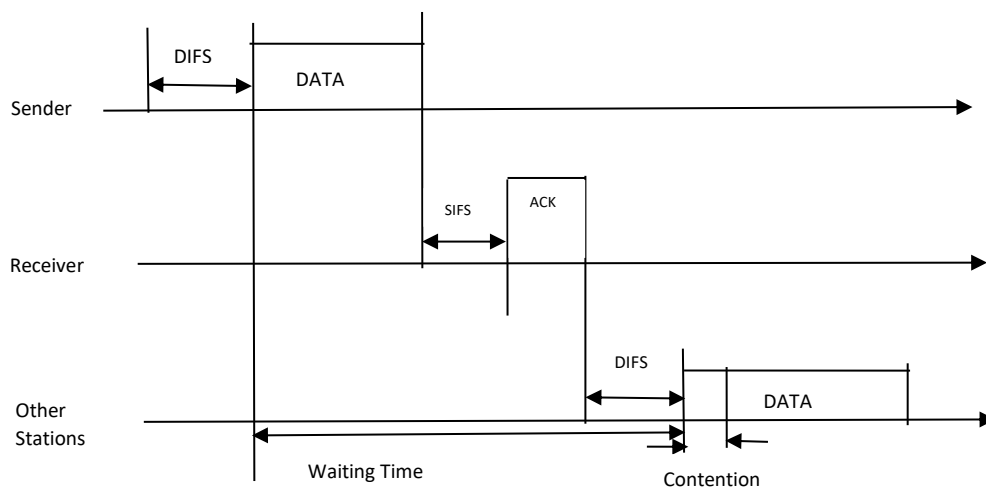 DIFS
DATA
Sender
SIFS
ACK
Receiver
DIFS
DATA
Other
Stations
Waiting Time
Contention